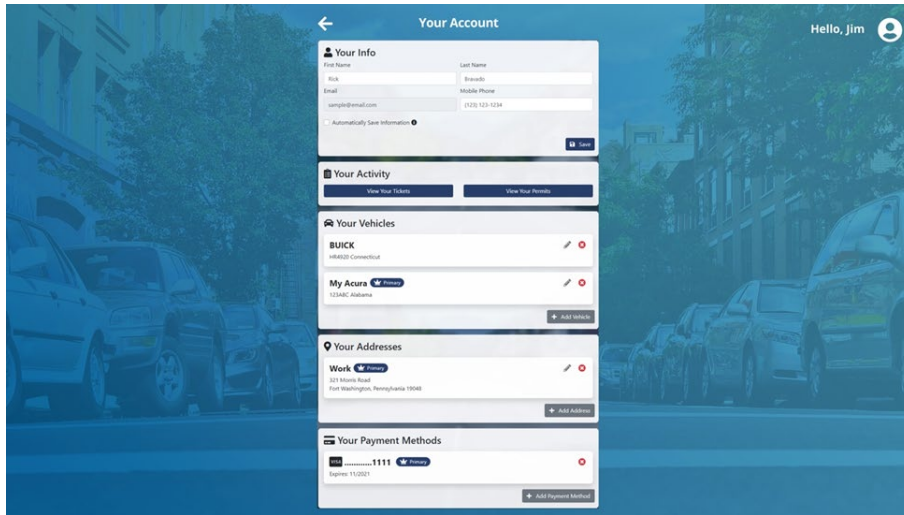 Your Account
Hello, Jim
Your Info
First Name
Last Name
Rick
Bravado
Email
Mobile Phone
sample@email.com
(123) 123-1234
Automatically Save Information
Save
Your Activity
View Your Tickets
View Your Permits
Your Vehicles
BUICK
HR4920 Connecticut
My Acura Primary
123ABC Alabama
+ Add Vehicle
Your Addresses
Work Primary
321 Morris Road
Fort Washington, Pennsylvania 19048
+ Add Address
Your Payment Methods
VISA ............1111 Primary
Expires: 11/2021
+ Add Payment Method